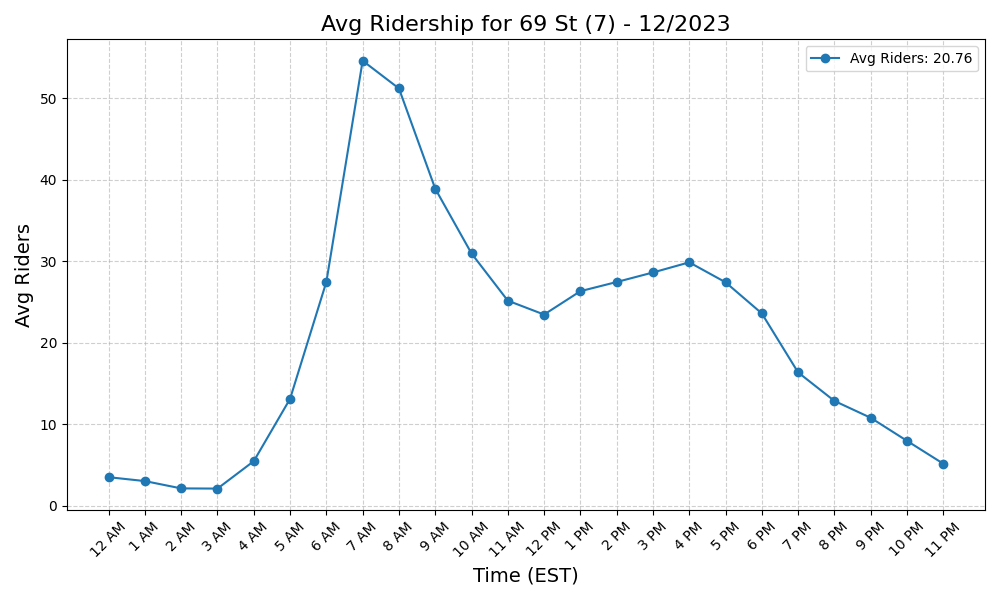 Avg Ridership for 69 St (7) - 12/2023
Avg Riders: 20.76
Avg Riders
50
40
30
20
10
0
12 AM
1 AM
2 AM
3 AM
4 AM
5 AM
6 AM
7 AM
8 AM
9 AM
10 AM
11 AM
12 PM
1 PM
2 PM
3 PM
4 PM
5 PM
6 PM
7 PM
8 PM
9 PM
10 PM
11 PM
Time (EST)